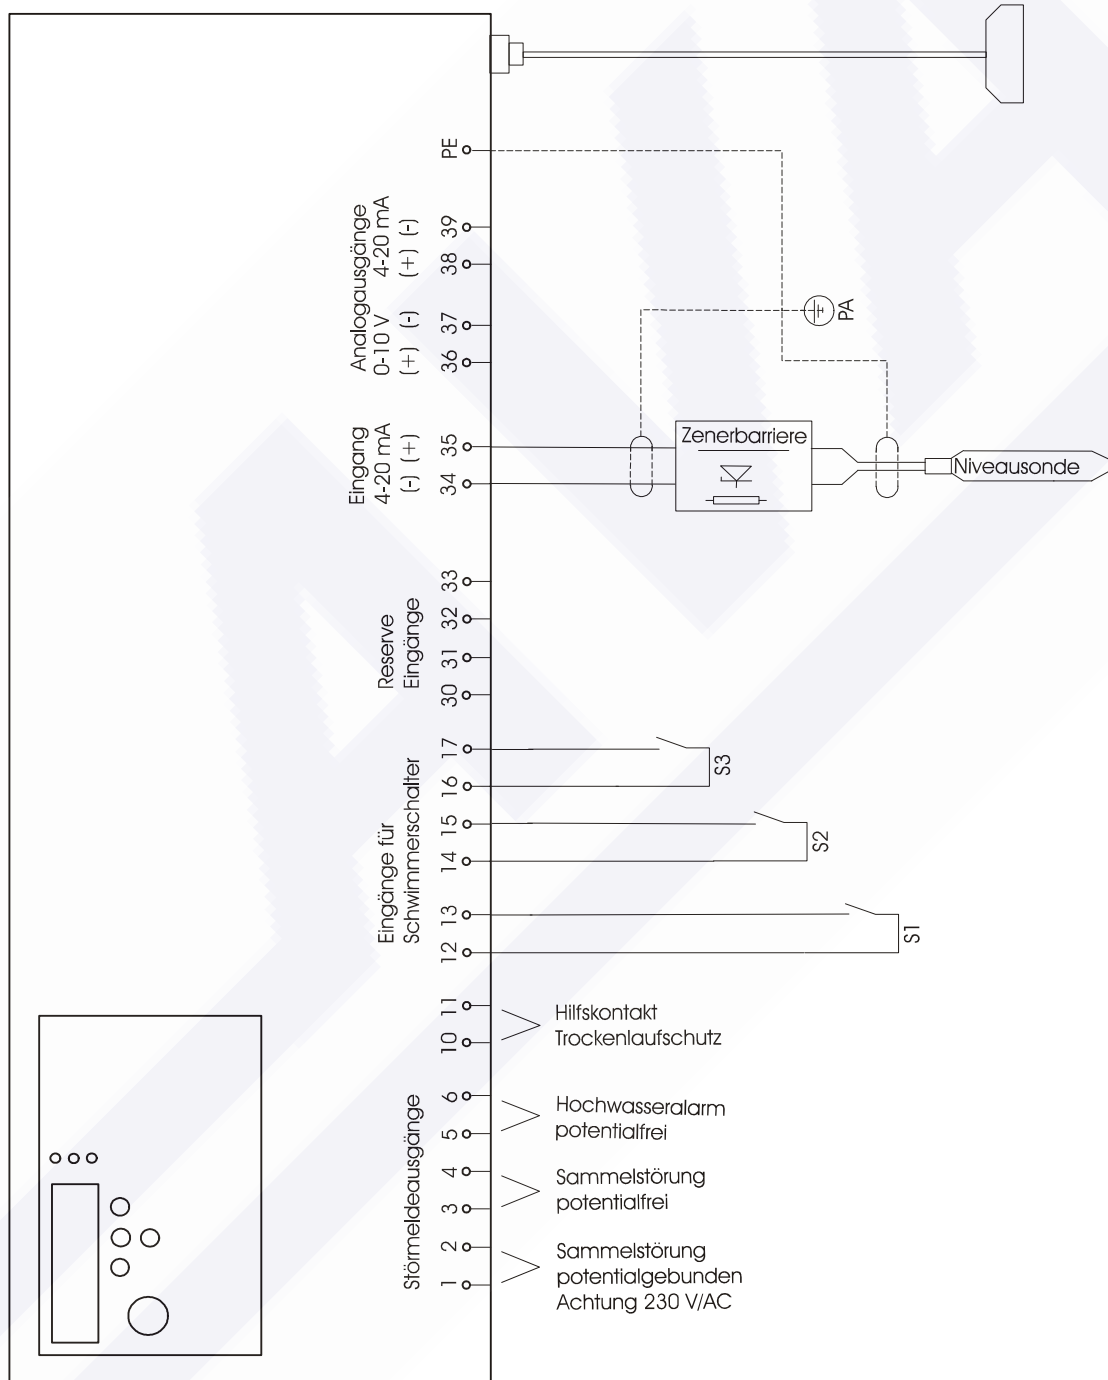 PE
Analogausgänge
4-20 mA
(+) (-)
39
38
0-10 V
(+) (-)
37
36
PA
Eingang
4-20 mA
(-) (+)
35
34
Zenerbarriere
Niveausonde
Reserve
Eingänge
33
32
31
30
Eingänge für
Schwimmerschalter
17
16
S3
15
14
S2
13
12
S1
11
10
Hilfskontakt
Trockenlaufschutz
Störmeldeausgänge
6
5
Hochwasseralarm
potentialfrei
4
3
Sammelstörung
potentialfrei
2
1
Sammelstörung
potentialgebunden
Achtung 230 V/AC